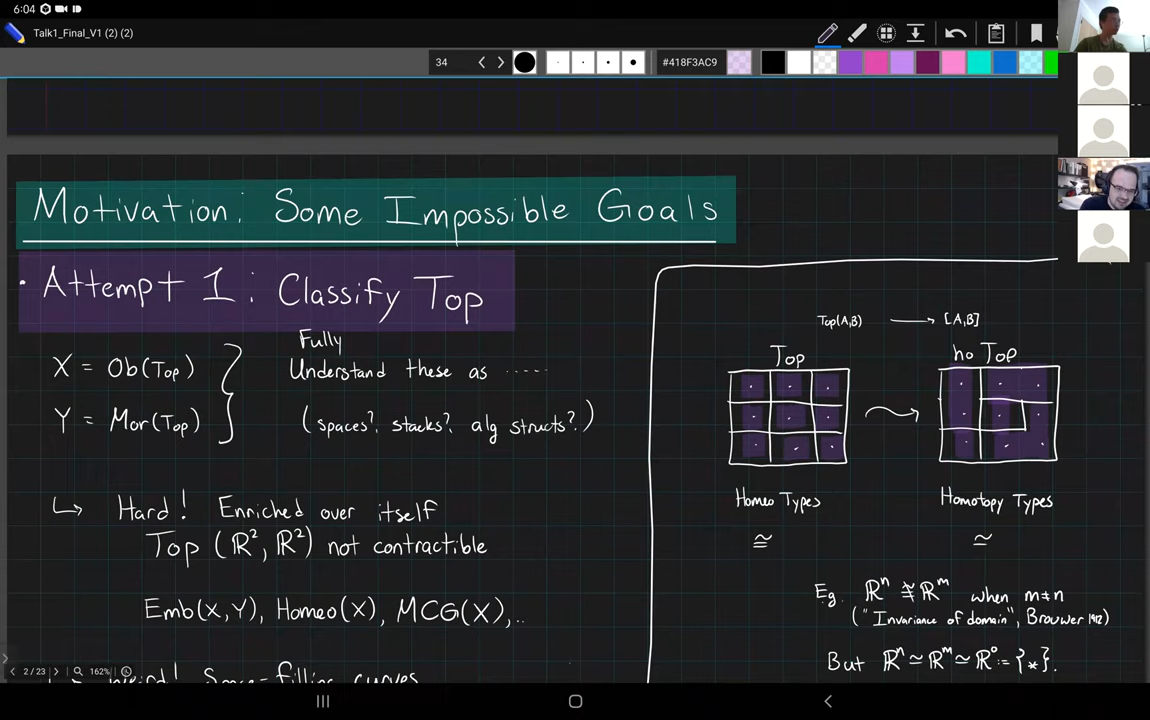 6:04
Talk1_Final_V1 (2) (2)
34
#418F3AC9
Motivation: Some Impossible Goals
· Attempt 1: Classify Top
Fully
X = Ob(Top)
Y = Mor(Top)
Understand these as .....
(spaces?, stacks?, alg structs?.)
↳ Hard! Enriched over itself
Top (ℝ², ℝ²) not contractible
Emb(X,Y), Homeo(X), MCG(X),..
Space-filling curves
Top(A,B) → [A,B]
Top
ho Top
Homeo Types
Homotopy Types
≅
≅
Eg. ℝⁿ ≇ ℝᵐ when m≠n
("Invariance of domain", Brouwer 1912)
But ℝⁿ ≃ ℝᵐ ≃ ℝ⁰ := {*}.
2 / 23
162%